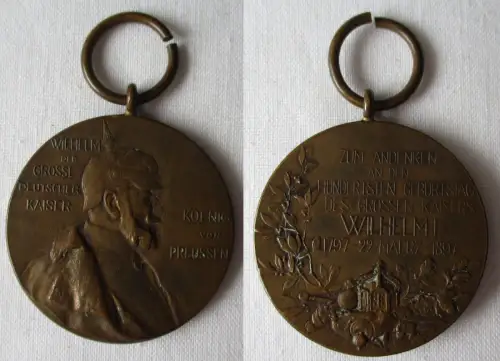 WILHELM
DER
GROSSE
DEUTSCHER
KAISER
KOENIG
VON
PREUSSEN
ZUM ANDENKEN
AN DEN
HUNDERTSTEN GEBURTSTAG
DES GROSSEN KAISERS
WILHELM I
1797·22·MAERZ·1897